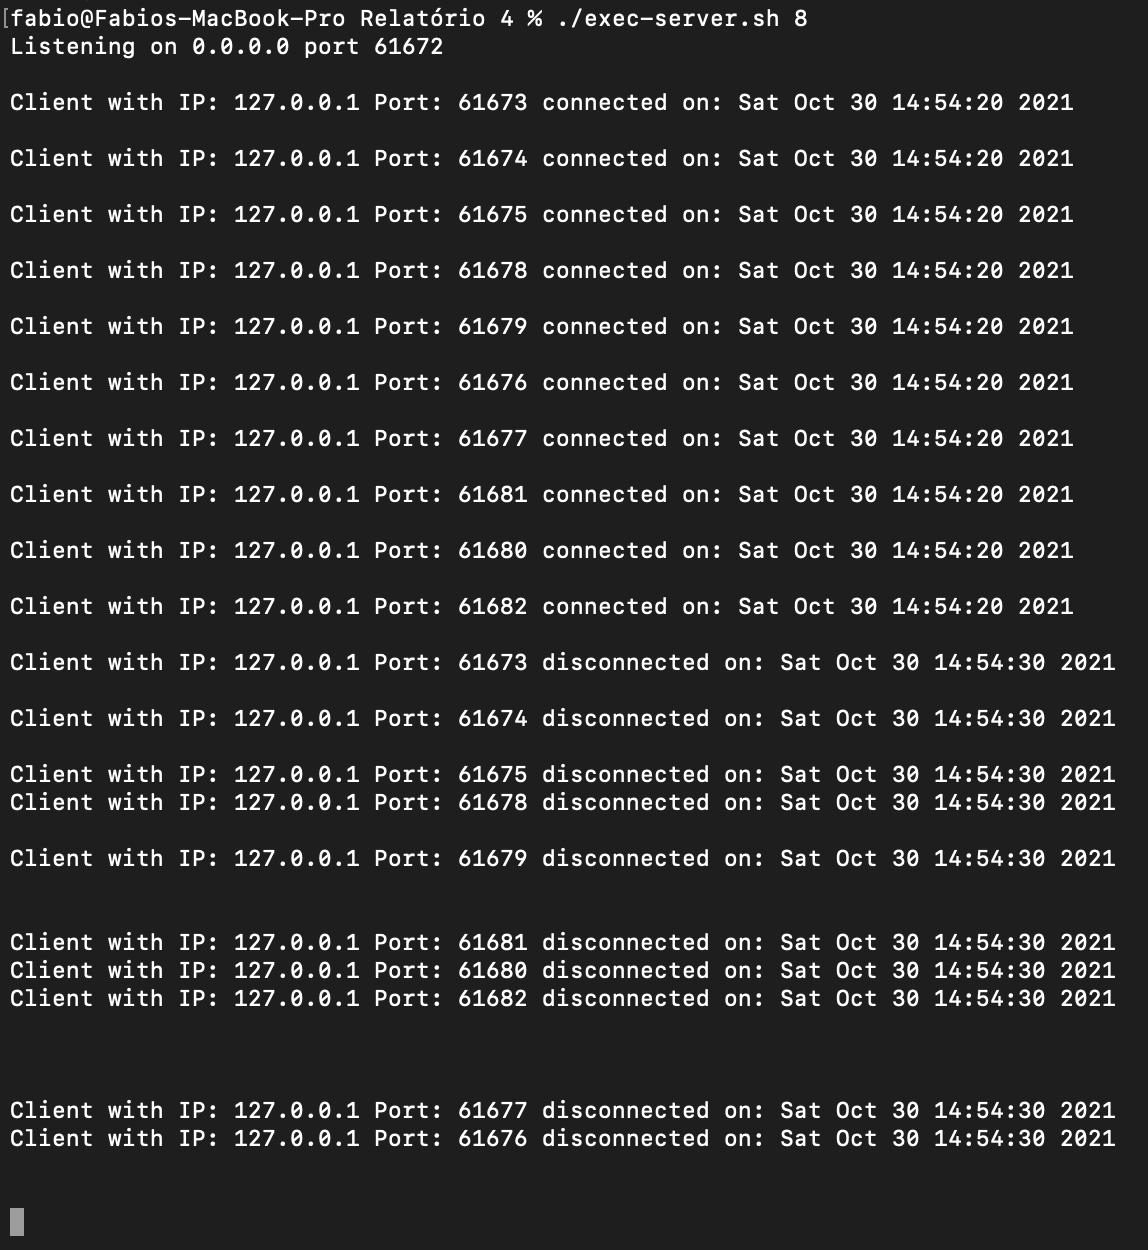 [fabio@Fabios-MacBook-Pro Relatório 4 % ./exec-server.sh 8
Listening on 0.0.0.0 port 61672
Client with IP: 127.0.0.1 Port: 61673 connected on: Sat Oct 30 14:54:20 2021
Client with IP: 127.0.0.1 Port: 61674 connected on: Sat Oct 30 14:54:20 2021
Client with IP: 127.0.0.1 Port: 61675 connected on: Sat Oct 30 14:54:20 2021
Client with IP: 127.0.0.1 Port: 61678 connected on: Sat Oct 30 14:54:20 2021
Client with IP: 127.0.0.1 Port: 61679 connected on: Sat Oct 30 14:54:20 2021
Client with IP: 127.0.0.1 Port: 61676 connected on: Sat Oct 30 14:54:20 2021
Client with IP: 127.0.0.1 Port: 61677 connected on: Sat Oct 30 14:54:20 2021
Client with IP: 127.0.0.1 Port: 61681 connected on: Sat Oct 30 14:54:20 2021
Client with IP: 127.0.0.1 Port: 61680 connected on: Sat Oct 30 14:54:20 2021
Client with IP: 127.0.0.1 Port: 61682 connected on: Sat Oct 30 14:54:20 2021
Client with IP: 127.0.0.1 Port: 61673 disconnected on: Sat Oct 30 14:54:30 2021
Client with IP: 127.0.0.1 Port: 61674 disconnected on: Sat Oct 30 14:54:30 2021
Client with IP: 127.0.0.1 Port: 61675 disconnected on: Sat Oct 30 14:54:30 2021
Client with IP: 127.0.0.1 Port: 61678 disconnected on: Sat Oct 30 14:54:30 2021
Client with IP: 127.0.0.1 Port: 61679 disconnected on: Sat Oct 30 14:54:30 2021
Client with IP: 127.0.0.1 Port: 61681 disconnected on: Sat Oct 30 14:54:30 2021
Client with IP: 127.0.0.1 Port: 61680 disconnected on: Sat Oct 30 14:54:30 2021
Client with IP: 127.0.0.1 Port: 61682 disconnected on: Sat Oct 30 14:54:30 2021
Client with IP: 127.0.0.1 Port: 61677 disconnected on: Sat Oct 30 14:54:30 2021
Client with IP: 127.0.0.1 Port: 61676 disconnected on: Sat Oct 30 14:54:30 2021